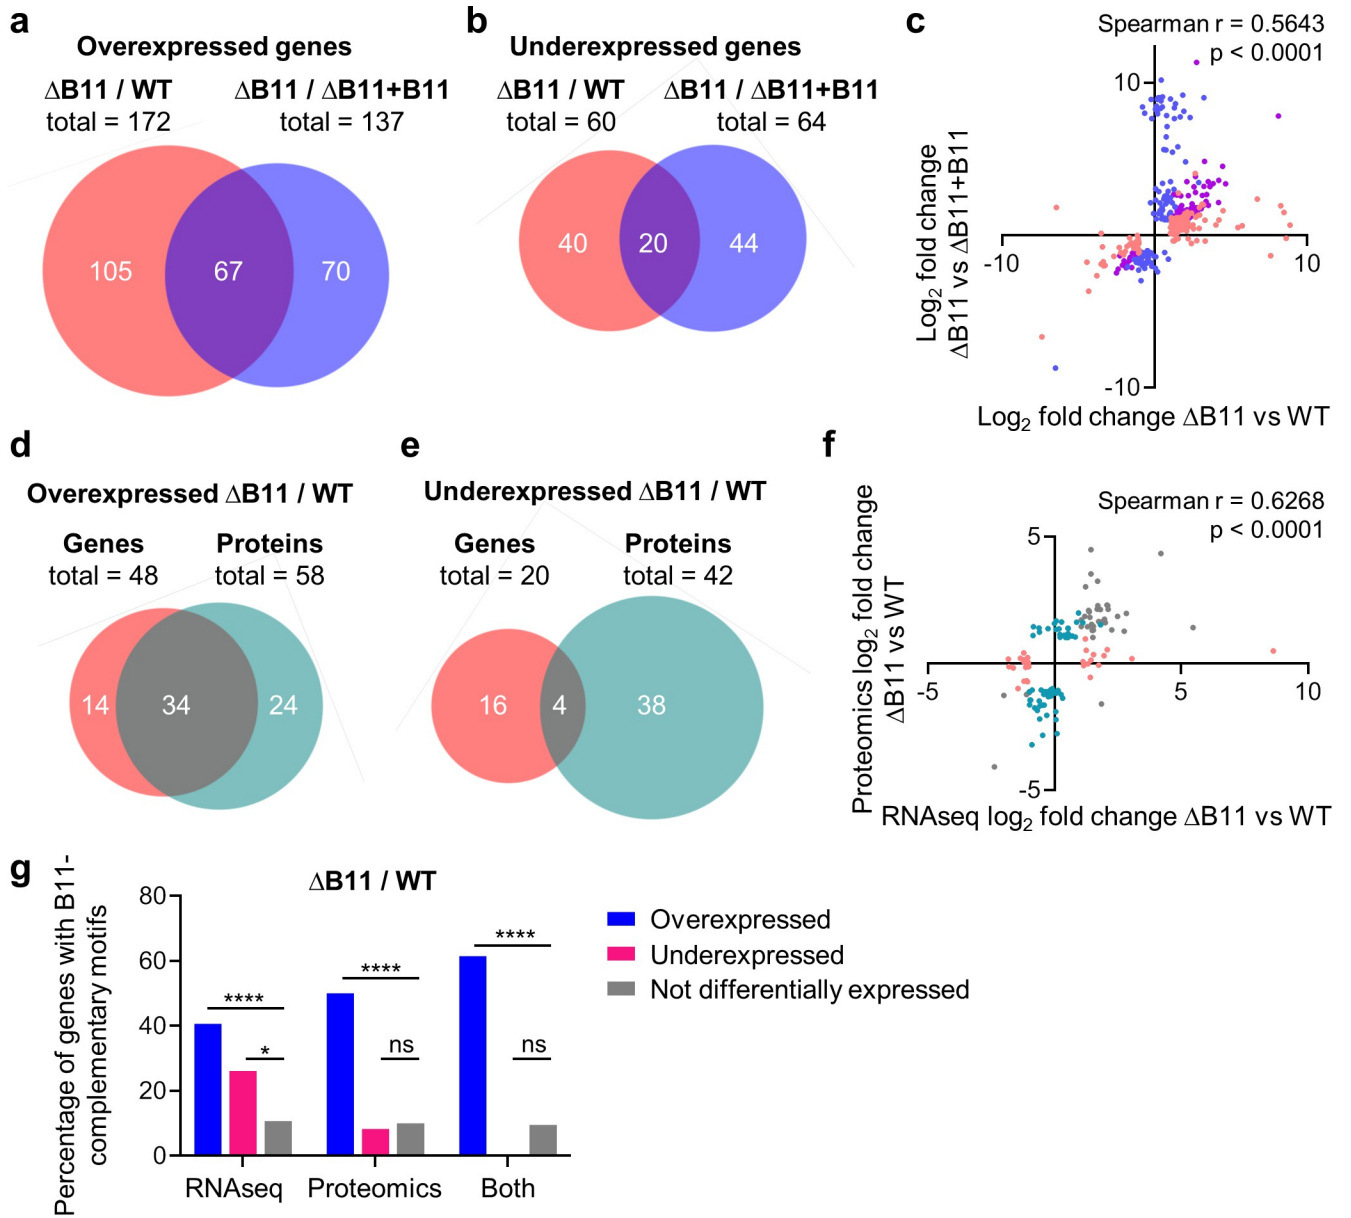 a
Overexpressed genes
ΔB11 / WT
total = 172
ΔB11 / ΔB11+B11
total = 137
105
67
70
b
Underexpressed genes
ΔB11 / WT
total = 60
ΔB11 / ΔB11+B11
total = 64
40
20
44
c
Spearman r = 0.5643
p < 0.0001
Log2 fold change
ΔB11 vs ΔB11+B11
10
-10
10
-10
Log2 fold change ΔB11 vs WT
d
Overexpressed ΔB11 / WT
Genes
total = 48
Proteins
total = 58
14
34
24
e
Underexpressed ΔB11 / WT
Genes
total = 20
Proteins
total = 42
16
4
38
f
Spearman r = 0.6268
p < 0.0001
Proteomics log2 fold change
ΔB11 vs WT
5
-5
5
10
-5
RNAseq log2 fold change ΔB11 vs WT
g
ΔB11 / WT
Percentage of genes with B11-
complementary motifs
80
60
40
20
0
****
*
****
ns
****
ns
RNAseq
Proteomics
Both
Overexpressed
Underexpressed
Not differentially expressed